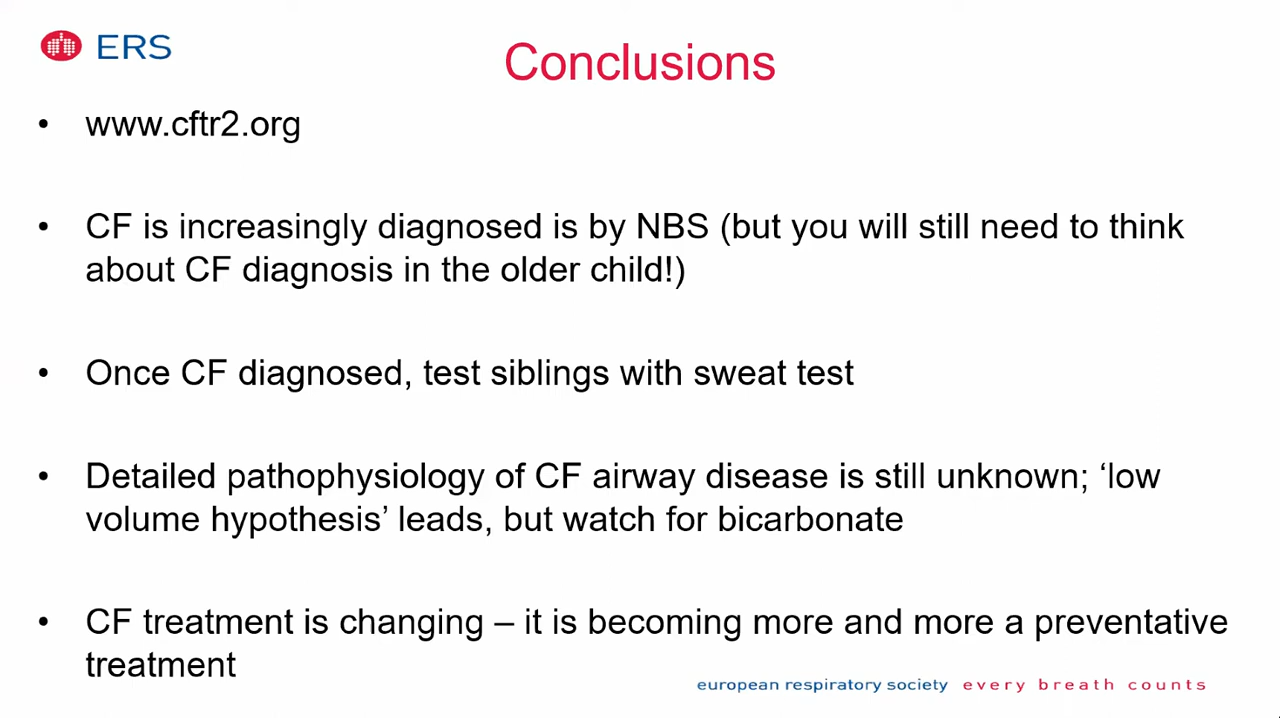 ERS
Conclusions
• www.cftr2.org
• CF is increasingly diagnosed is by NBS (but you will still need to think
about CF diagnosis in the older child!)
• Once CF diagnosed, test siblings with sweat test
• Detailed pathophysiology of CF airway disease is still unknown; ‘low
volume hypothesis’ leads, but watch for bicarbonate
• CF treatment is changing – it is becoming more and more a preventative
treatment
european respiratory society every breath counts